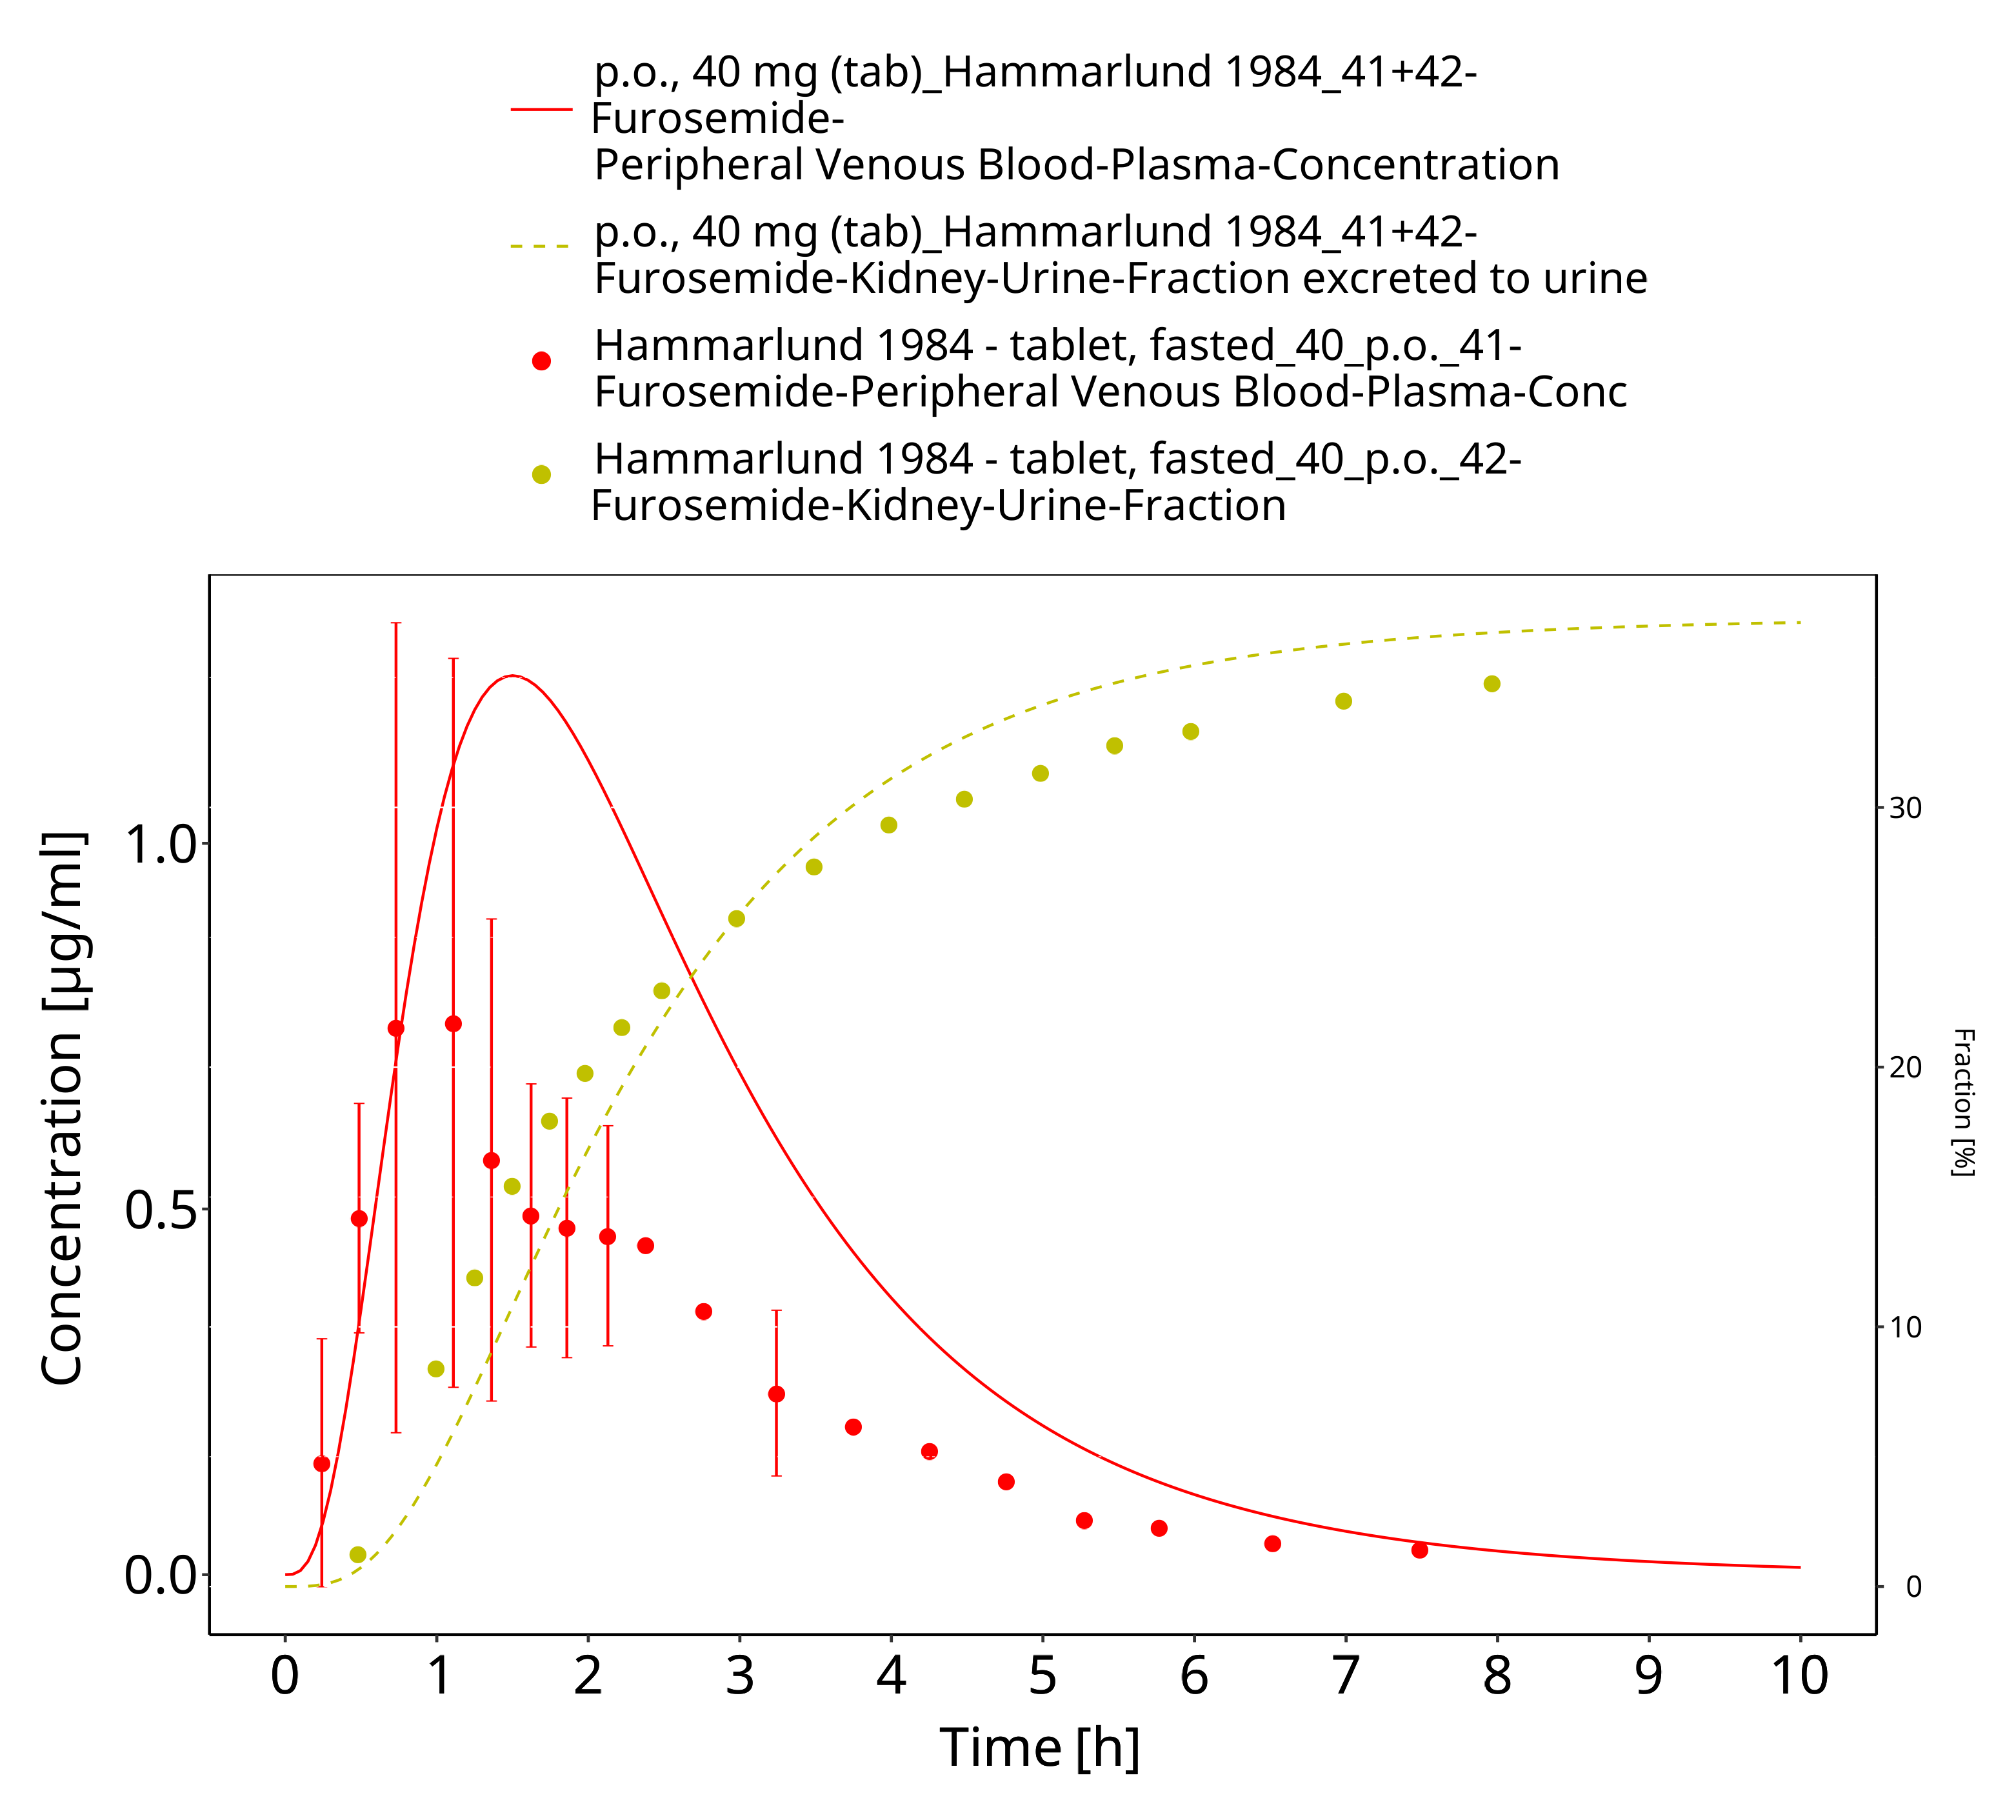 p.o., 40 mg (tab)_Hammarlund 1984_41+42-
Furosemide-
Peripheral Venous Blood-Plasma-Concentration
p.o., 40 mg (tab)_Hammarlund 1984_41+42-
Furosemide-Kidney-Urine-Fraction excreted to urine
Hammarlund 1984 - tablet, fasted_40_p.o._41-
Furosemide-Peripheral Venous Blood-Plasma-Conc
Hammarlund 1984 - tablet, fasted_40_p.o._42-
Furosemide-Kidney-Urine-Fraction
Concentration [µg/ml]
1.0
0.5
0.0
30
20
10
0
Fraction [%]
0 1 2 3 4 5 6 7 8 9 10
Time [h]